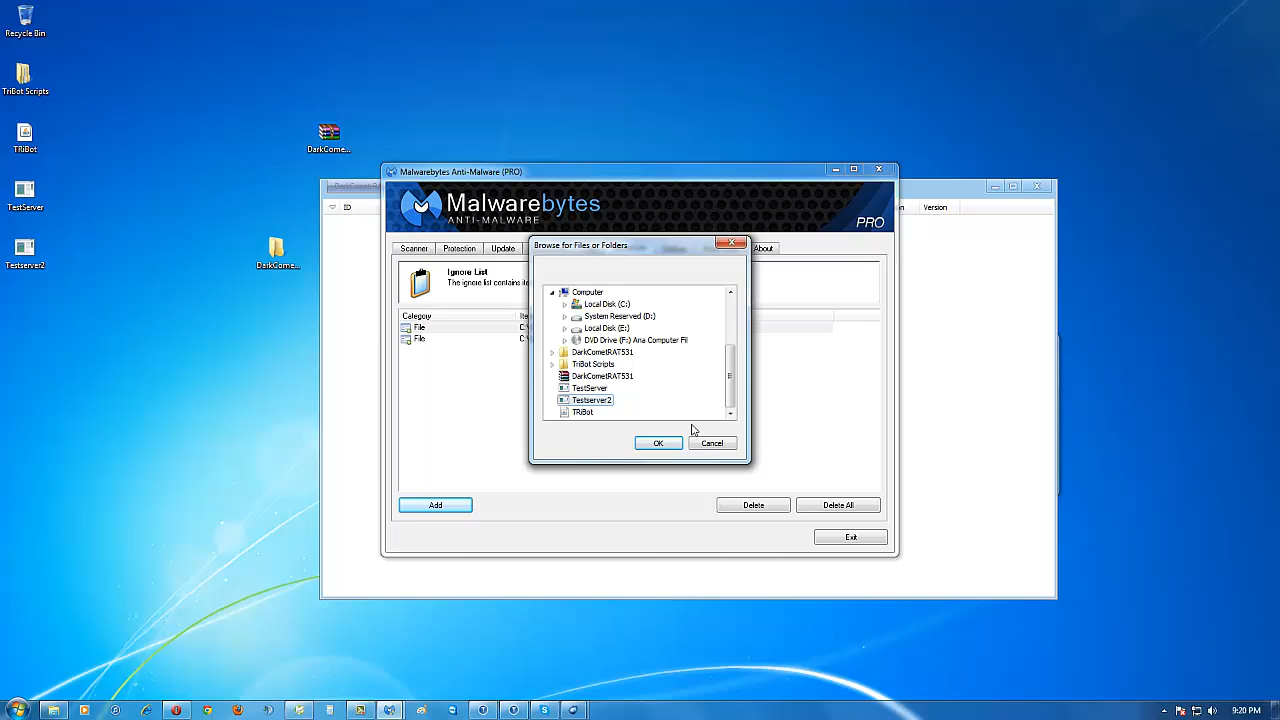 Recycle Bin
TriBot Scripts
TRiBot
TestServer
Testserver2
DarkCome...
DarkCome...
Malwarebytes Anti-Malware (PRO)
ID
Version
Malwarebytes
ANTI-MALWARE
PRO
Scanner
Protection
Update
About
Ignore List
The ignore list contains
Category
File
File
Browse for Files or Folders
Computer
Local Disk (C:)
System Reserved (D:)
Local Disk (E:)
DVD Drive (F:) Ana Computer Fil
DarkCometRAT531
TriBot Scripts
DarkCometRAT531
TestServer
Testserver2
TRiBot
OK
Cancel
Add
Delete
Delete All
Exit
9:20 PM